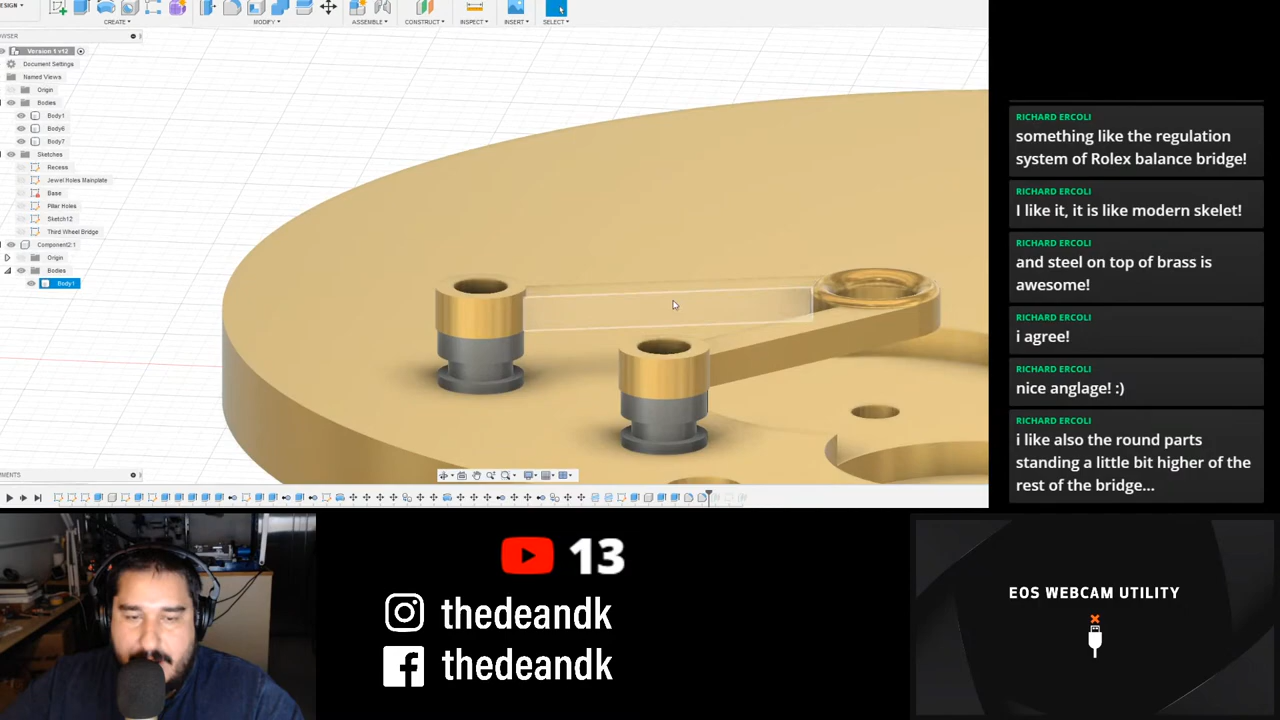 CREATE
MODIFY
ASSEMBLE
CONSTRUCT
INSPECT
INSERT
SELECT
Version 1 v12
Document Settings
Named Views
Origin
Bodies
Body1
Body6
Body7
Sketches
Recess
Jewel Holes Mainplate
Base
Pillar Holes
Sketch12
Third Wheel Bridge
Component2:1
Origin
Bodies
Body1
RICHARD ERCOLI
something like the regulation
system of Rolex balance bridge!
RICHARD ERCOLI
I like it, it is like modern skelet!
RICHARD ERCOLI
and steel on top of brass is
awesome!
RICHARD ERCOLI
i agree!
RICHARD ERCOLI
nice anglage! :)
RICHARD ERCOLI
i like also the round parts
standing a little bit higher of the
rest of the bridge...
13
thedeandk
thedeandk
EOS WEBCAM UTILITY